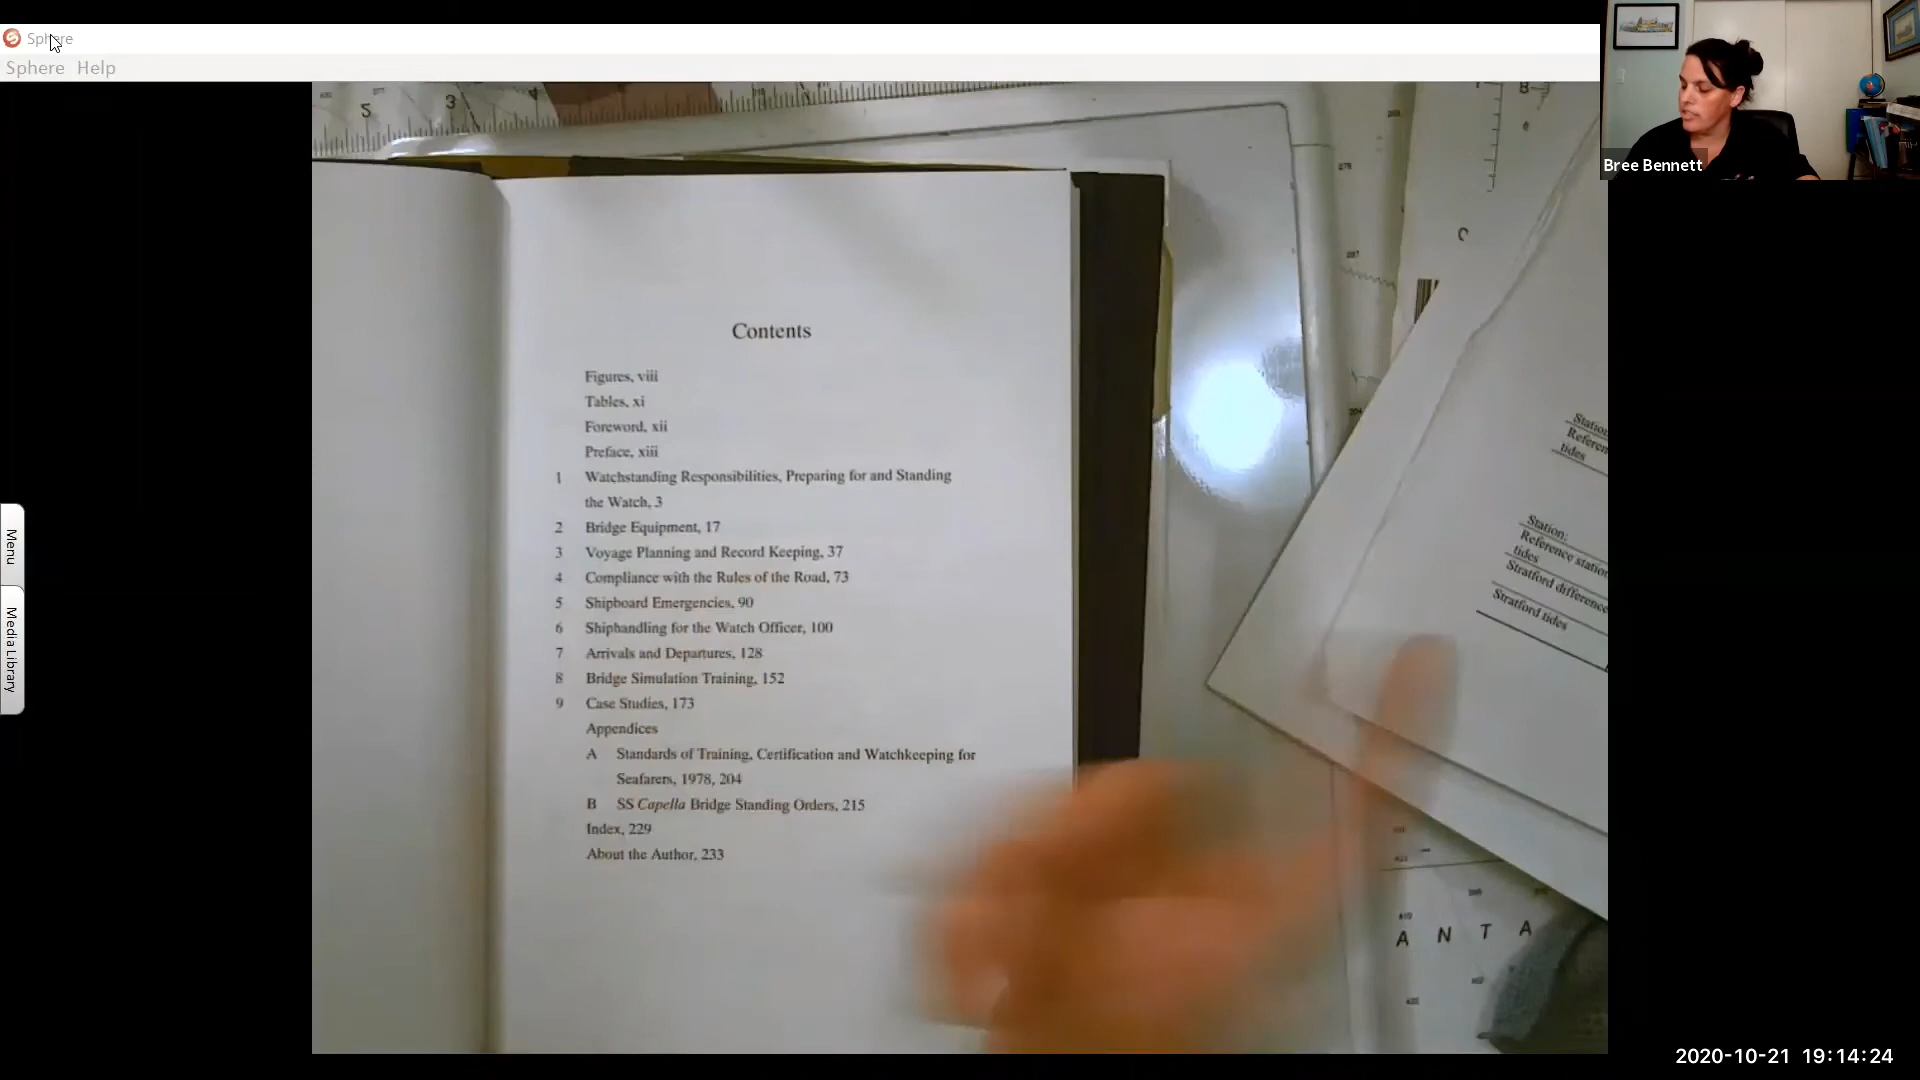 Sphere
Sphere Help
Bree Bennett
2 3
Contents
Figures, viii
Tables, xi
Foreword, xii
Preface, xiii
1 Watchstanding Responsibilities, Preparing for and Standing
the Watch, 3
2 Bridge Equipment, 17
3 Voyage Planning and Record Keeping, 37
4 Compliance with the Rules of the Road, 73
5 Shipboard Emergencies, 90
6 Shiphandling for the Watch Officer, 100
7 Arrivals and Departures, 128
8 Bridge Simulation Training, 152
9 Case Studies, 173
Appendices
A Standards of Training, Certification and Watchkeeping for
Seafarers, 1978, 204
B SS Capella Bridge Standing Orders, 215
Index, 229
About the Author, 233
tides
Station:
Reference station
tides
Stratford difference
Stratford tides
A N T A
Menu
Media Library
2020-10-21 19:14:24